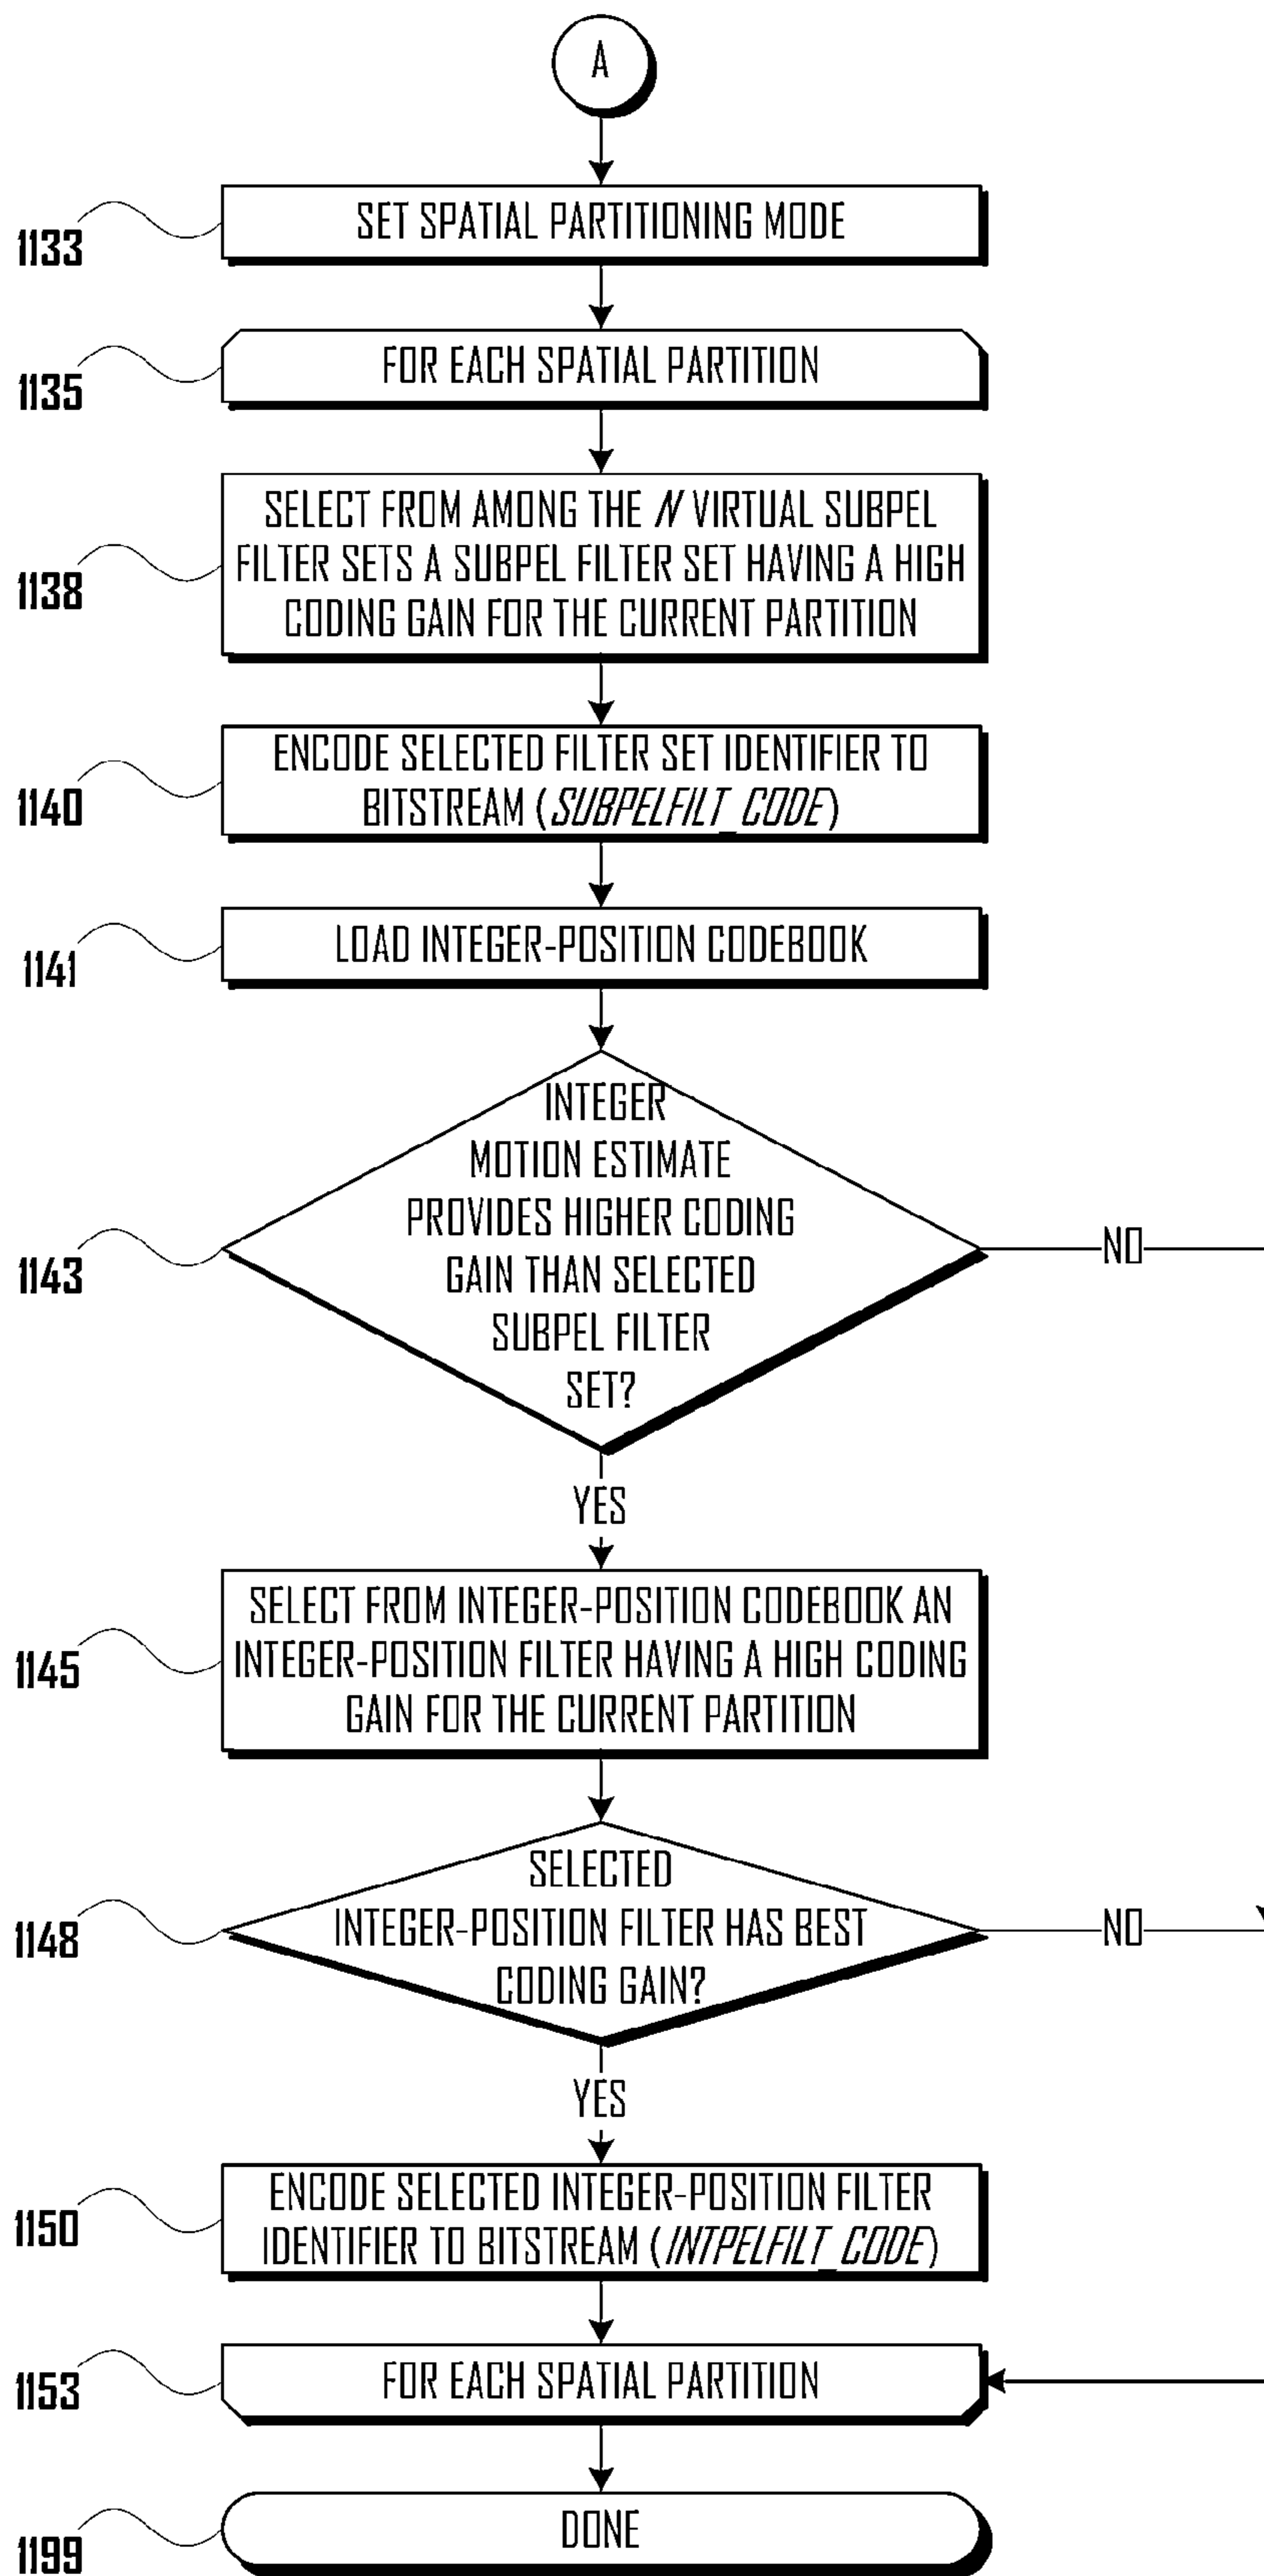 A
1133
SET SPATIAL PARTITIONING MODE
1135
FOR EACH SPATIAL PARTITION
1138
SELECT FROM AMONG THE N VIRTUAL SUBPEL
FILTER SETS A SUBPEL FILTER SET HAVING A HIGH
CODING GAIN FOR THE CURRENT PARTITION
1140
ENCODE SELECTED FILTER SET IDENTIFIER TO
BITSTREAM (SUBPELFILT_CODE)
1141
LOAD INTEGER-POSITION CODEBOOK
1143
INTEGER
MOTION ESTIMATE
PROVIDES HIGHER CODING
GAIN THAN SELECTED
SUBPEL FILTER
SET?
NO
YES
1145
SELECT FROM INTEGER-POSITION CODEBOOK AN
INTEGER-POSITION FILTER HAVING A HIGH CODING
GAIN FOR THE CURRENT PARTITION
1148
SELECTED
INTEGER-POSITION FILTER HAS BEST
CODING GAIN?
NO
YES
1150
ENCODE SELECTED INTEGER-POSITION FILTER
IDENTIFIER TO BITSTREAM (INTPELFILT_CODE)
1153
FOR EACH SPATIAL PARTITION
1199
DONE